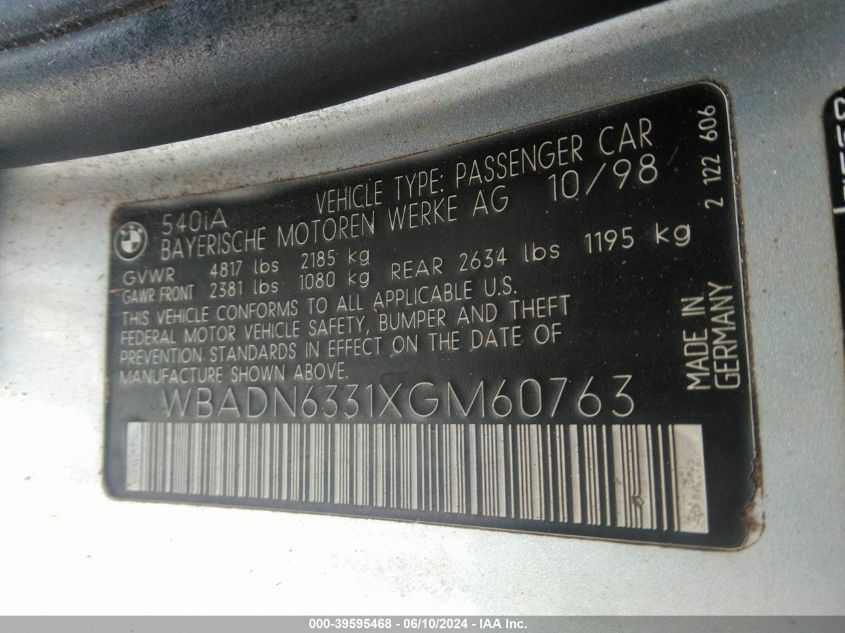 VEHICLE TYPE: PASSENGER CAR
540iA
BAYERISCHE MOTOREN WERKE AG 10/98
GVWR 4817 lbs 2185 kg
GAWR FRONT 2381 lbs 1080 kg REAR 2634 lbs 1195 kg
THIS VEHICLE CONFORMS TO ALL APPLICABLE U.S.
FEDERAL MOTOR VEHICLE SAFETY, BUMPER AND THEFT
PREVENTION STANDARDS IN EFFECT ON THE DATE OF
MANUFACTURE SHOWN ABOVE.
WBADN6331XGM60763
MADE IN
GERMANY
2 122 606
000-39595468 - 06/10/2024 - IAA Inc.